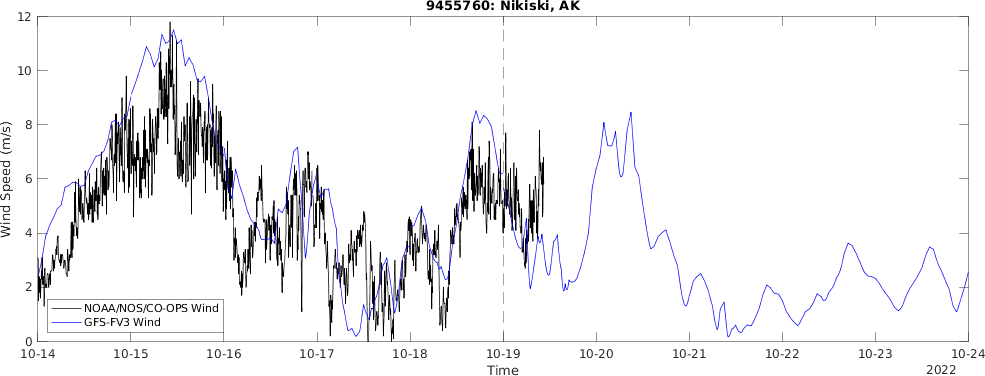 9455760: Nikiski, AK
Wind Speed (m/s)
12
10
8
6
4
2
0
NOAA/NOS/CO-OPS Wind
GFS-FV3 Wind
10-14 10-15 10-16 10-17 10-18 10-19 10-20 10-21 10-22 10-23 10-24
Time
2022